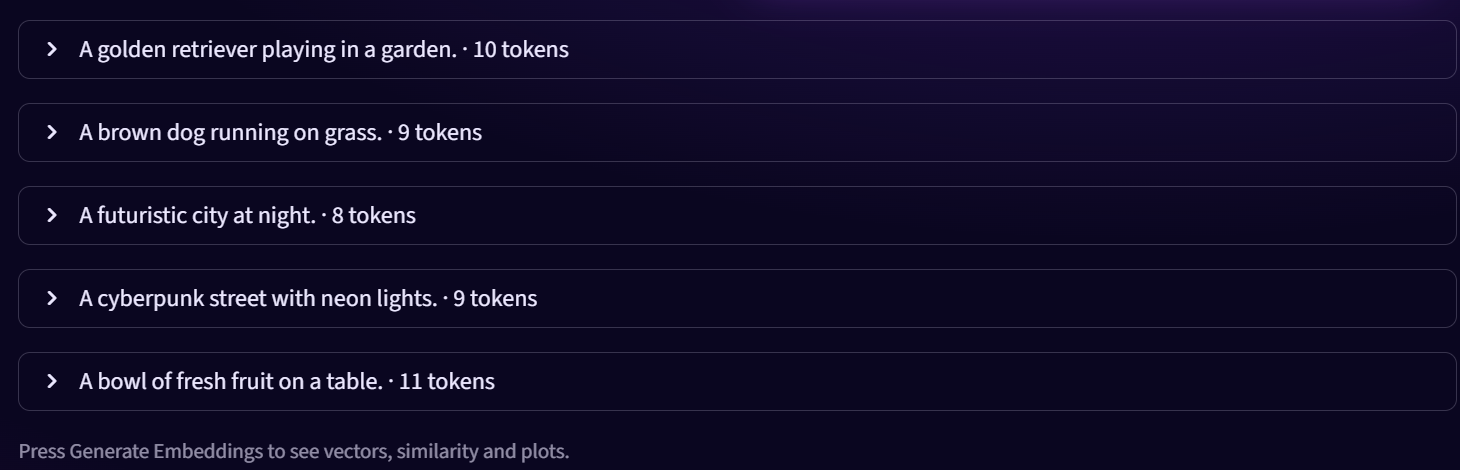 A golden retriever playing in a garden. · 10 tokens
A brown dog running on grass. · 9 tokens
A futuristic city at night. · 8 tokens
A cyberpunk street with neon lights. · 9 tokens
A bowl of fresh fruit on a table. · 11 tokens
Press Generate Embeddings to see vectors, similarity and plots.